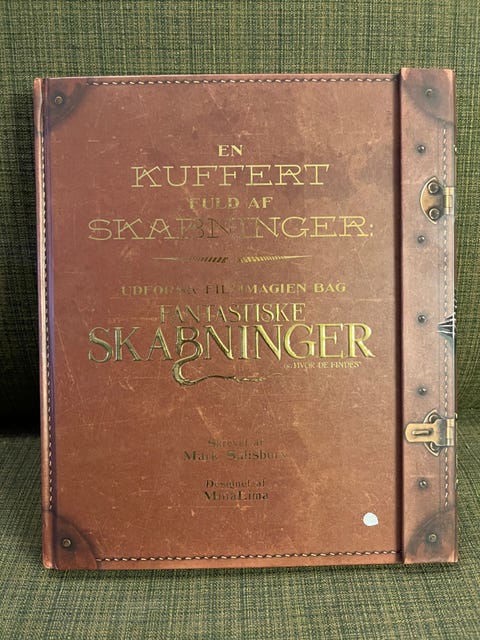 EN
KUFFERT
FULD AF
SKABNINGER:
UDFORSK FILMMAGIEN BAG
FANTASTISKE
SKABNINGER
OG HVOR DE FINDES
Skrevet af
Mark Salisbury
Designet af
MinaLima